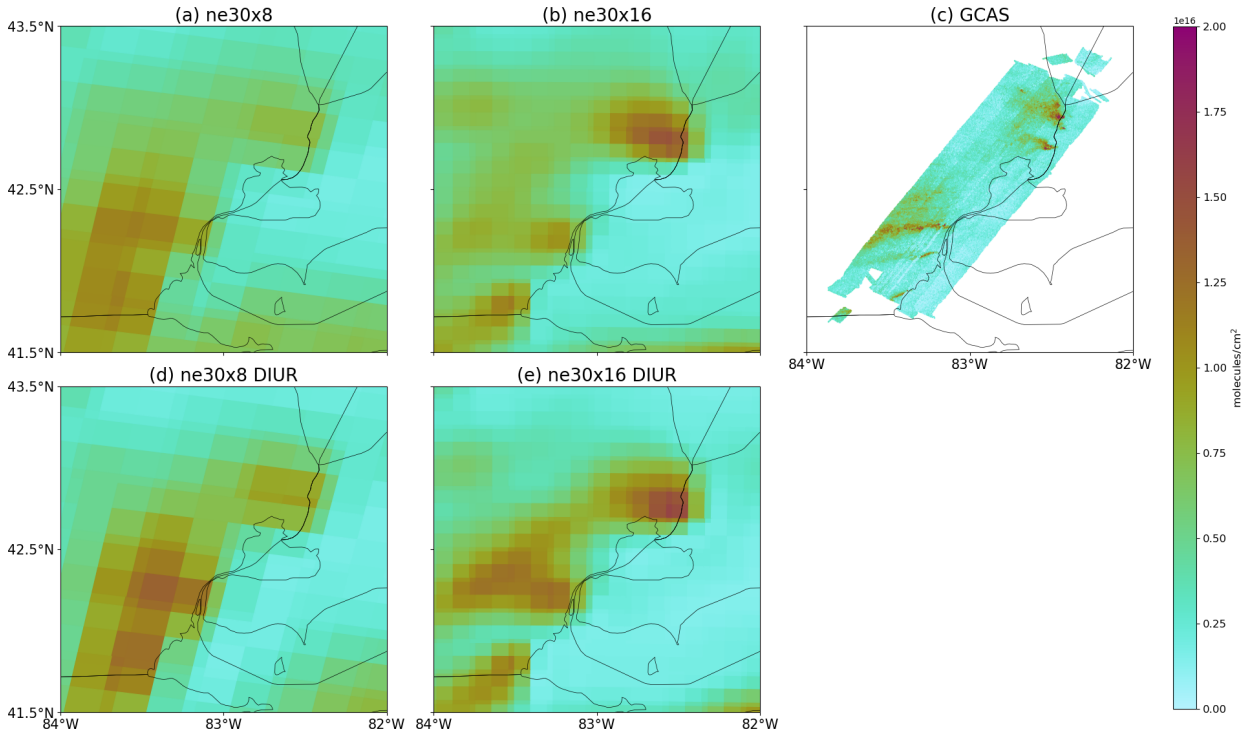 (a) ne30x8
(b) ne30x16
(c) GCAS
43.5°N
42.5°N
41.5°N
84°W
83°W
82°W
1e16
2.00
1.75
1.50
1.25
1.00
0.75
0.50
0.25
0.00
molecules/cm²
(d) ne30x8 DIUR
(e) ne30x16 DIUR
43.5°N
42.5°N
41.5°N
84°W
83°W
82°W
84°W
83°W
82°W